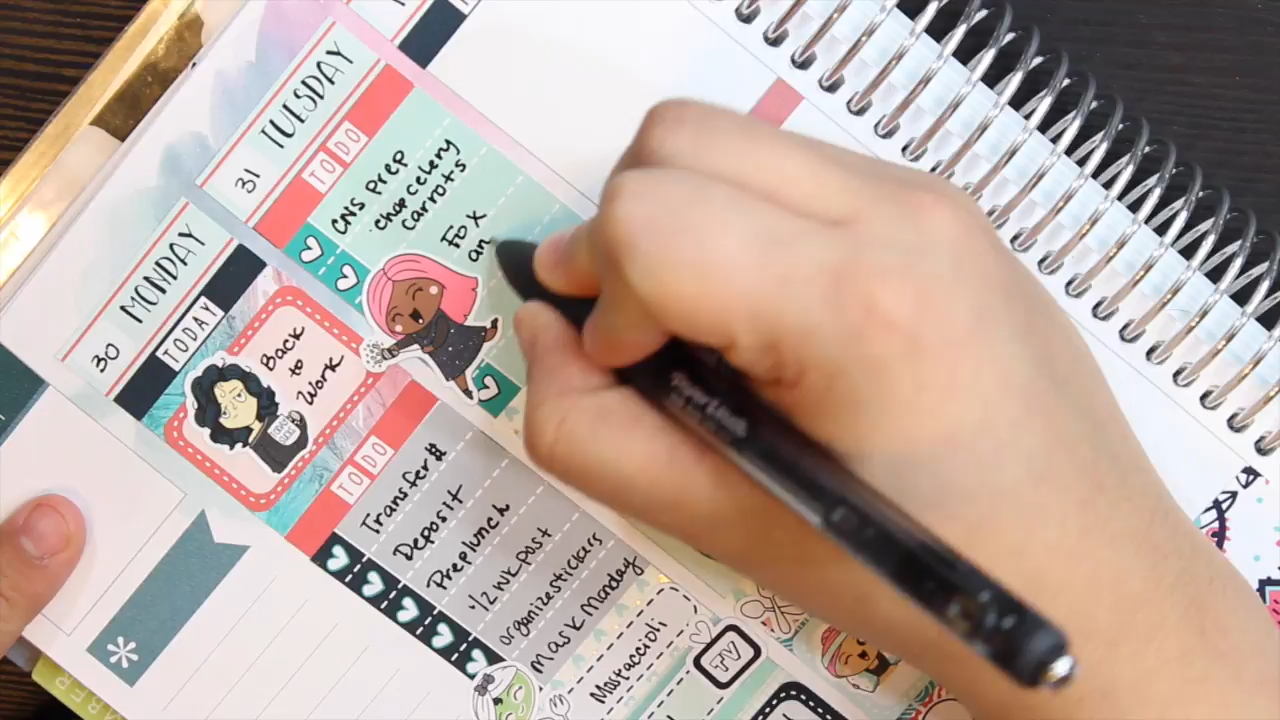 31 TUESDAY
TO DO
CNS Prep
chop celery
carrots
Fox
an
30 MONDAY
TODAY
Back
to
Work
TO DO
Transfer $
Deposit
Prep lunch
1/2 wk post
organize stickers
Mask Monday
Mostaccioli
TV